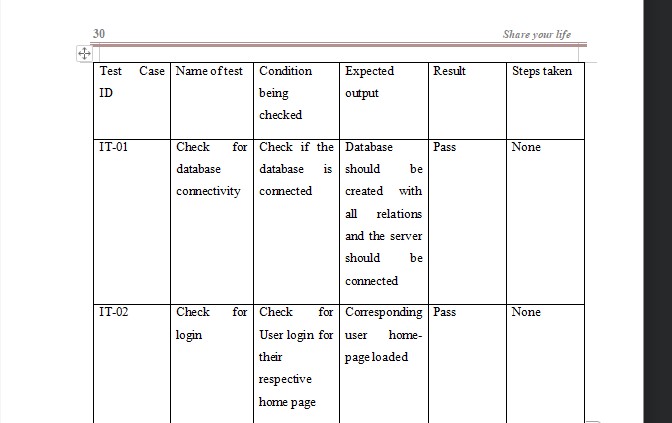 30 Share your life
Test Case Name of test Condition Expected Result Steps taken
ID being output
checked
IT-01 Check for Check if the Database Pass None
database database is should be
connectivity connected created with
all relations
and the server
should be
connected
IT-02 Check for Check for Corresponding Pass None
login User login for user home-
their page loaded
respective
home page